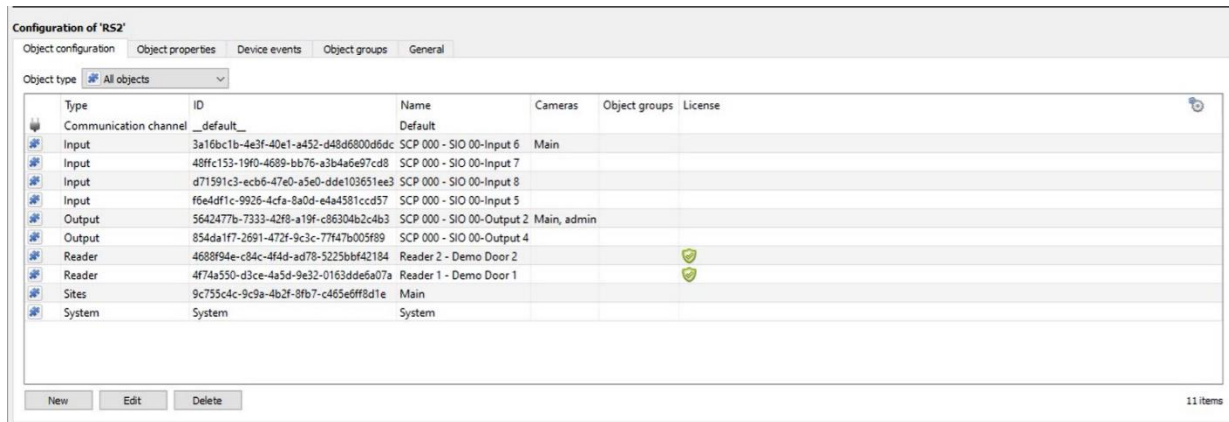 Configuration of 'RS2'
Object configuration Object properties Device events Object groups General
Object type All objects
Type ID Name Cameras Object groups License
Communication channel __default__ Default
Input 3a16bc1b-4e3f-40e1-a452-d48d6800d6dc SCP 000 - SIO 00-Input 6 Main
Input 48ffc153-19f0-4689-bb76-a3b4a6e97cd8 SCP 000 - SIO 00-Input 7
Input d71591c3-ecb6-47e0-a5e0-dde103651ee3 SCP 000 - SIO 00-Input 8
Input f6e4df1c-9926-4cfa-8a0d-e4a4581ccd57 SCP 000 - SIO 00-Input 5
Output 5642477b-7333-42f8-a19f-c86304b2c4b3 SCP 000 - SIO 00-Output 2 Main, admin
Output 854da1f7-2691-472f-9c3c-77f47b005f89 SCP 000 - SIO 00-Output 4
Reader 4688f94e-c84c-4f4d-ad78-5225bbf42184 Reader 2 - Demo Door 2
Reader 4f74a550-d3ce-4a5d-9e32-0163dde6a07a Reader 1 - Demo Door 1
Sites 9c755c4c-9c9a-4b2f-8fb7-c465e6ff8d1e Main
System System System
New Edit Delete 11 items